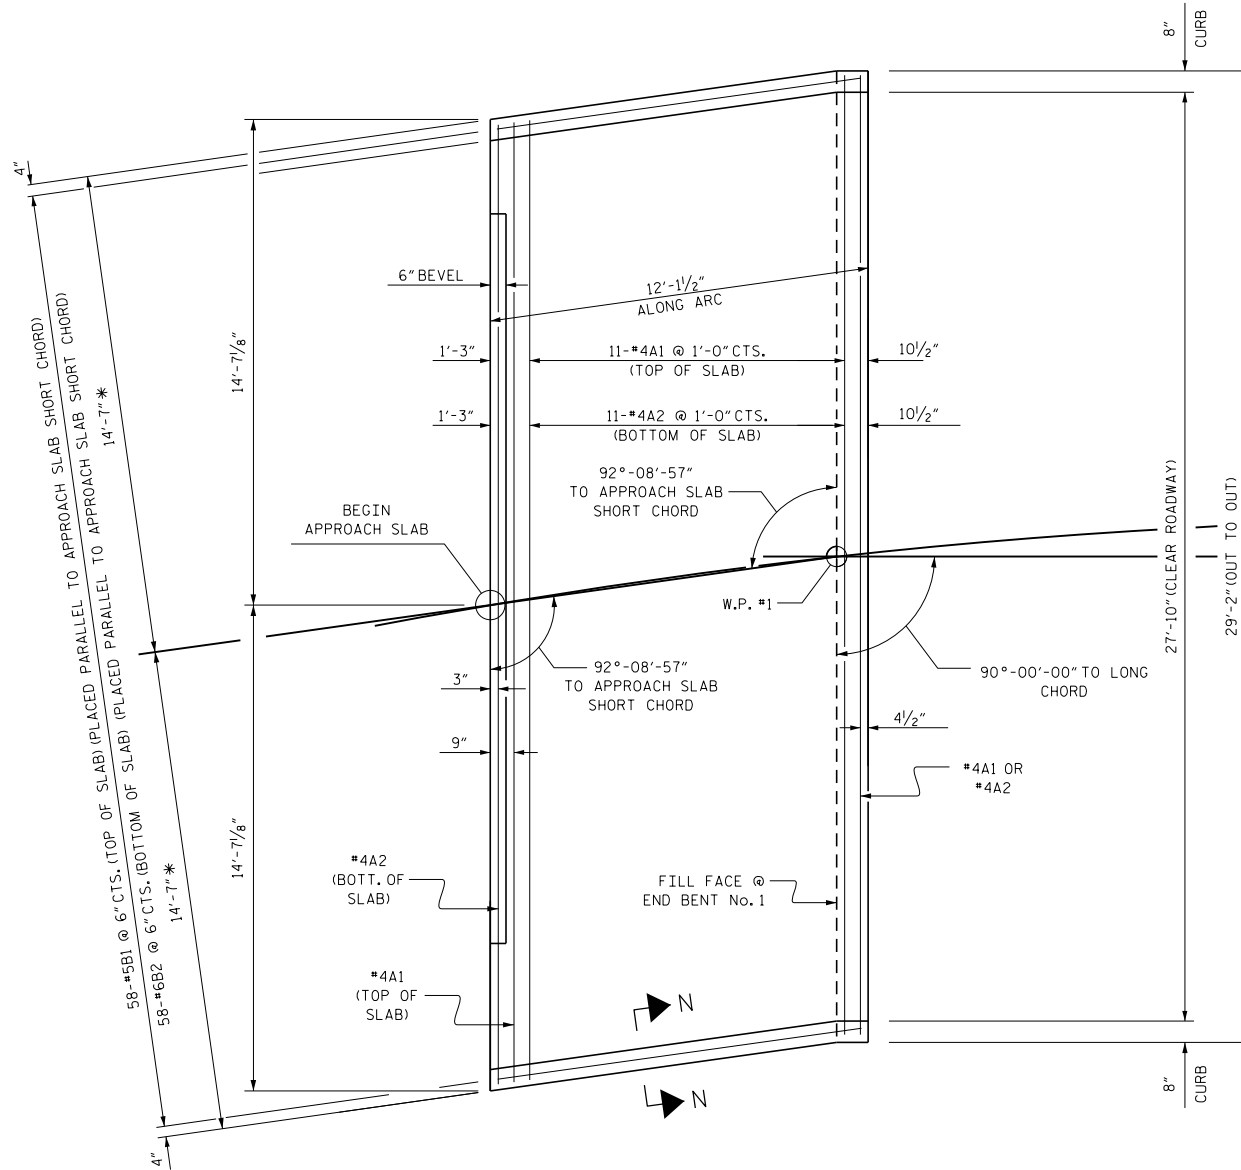 8"
CURB
4"
6" BEVEL
12'-1½"
ALONG ARC
14'-7⅛"
1'-3"
11-#4A1 @ 1'-0" CTS.
(TOP OF SLAB)
10½"
1'-3"
11-#4A2 @ 1'-0" CTS.
(BOTTOM OF SLAB)
10½"
14'-7"*
92°-08'-57"
TO APPROACH SLAB
SHORT CHORD
BEGIN
APPROACH SLAB
W.P. #1
27'-10" (CLEAR ROADWAY)
29'-2" (OUT TO OUT)
92°-08'-57"
TO APPROACH SLAB
SHORT CHORD
90°-00'-00" TO LONG
CHORD
3"
4½"
9"
#4A1 OR
#4A2
58-#5B1 @ 6" CTS. (TOP OF SLAB) (PLACED PARALLEL TO APPROACH SLAB SHORT CHORD)
58-#6B2 @ 6" CTS. (BOTTOM OF SLAB) (PLACED PARALLEL TO APPROACH SLAB SHORT CHORD)
14'-7"*
14'-7⅛"
#4A2
(BOTT. OF
SLAB)
FILL FACE @
END BENT No. 1
#4A1
(TOP OF
SLAB)
N
N
8"
CURB
4"